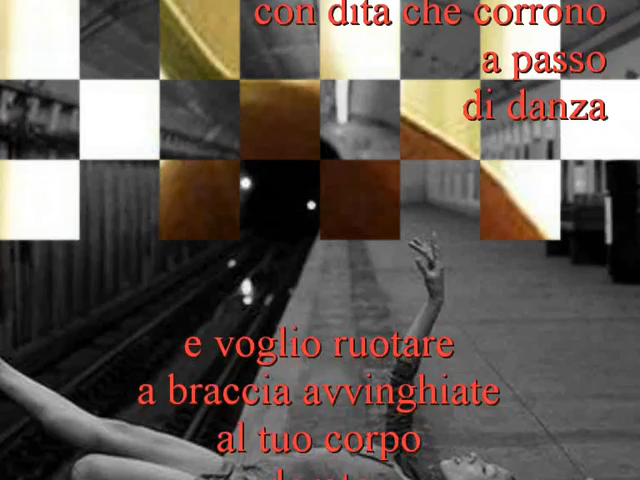 con dita che corrono
a passo
di danza
e voglio ruotare
a braccia avvinghiate
al tuo corpo